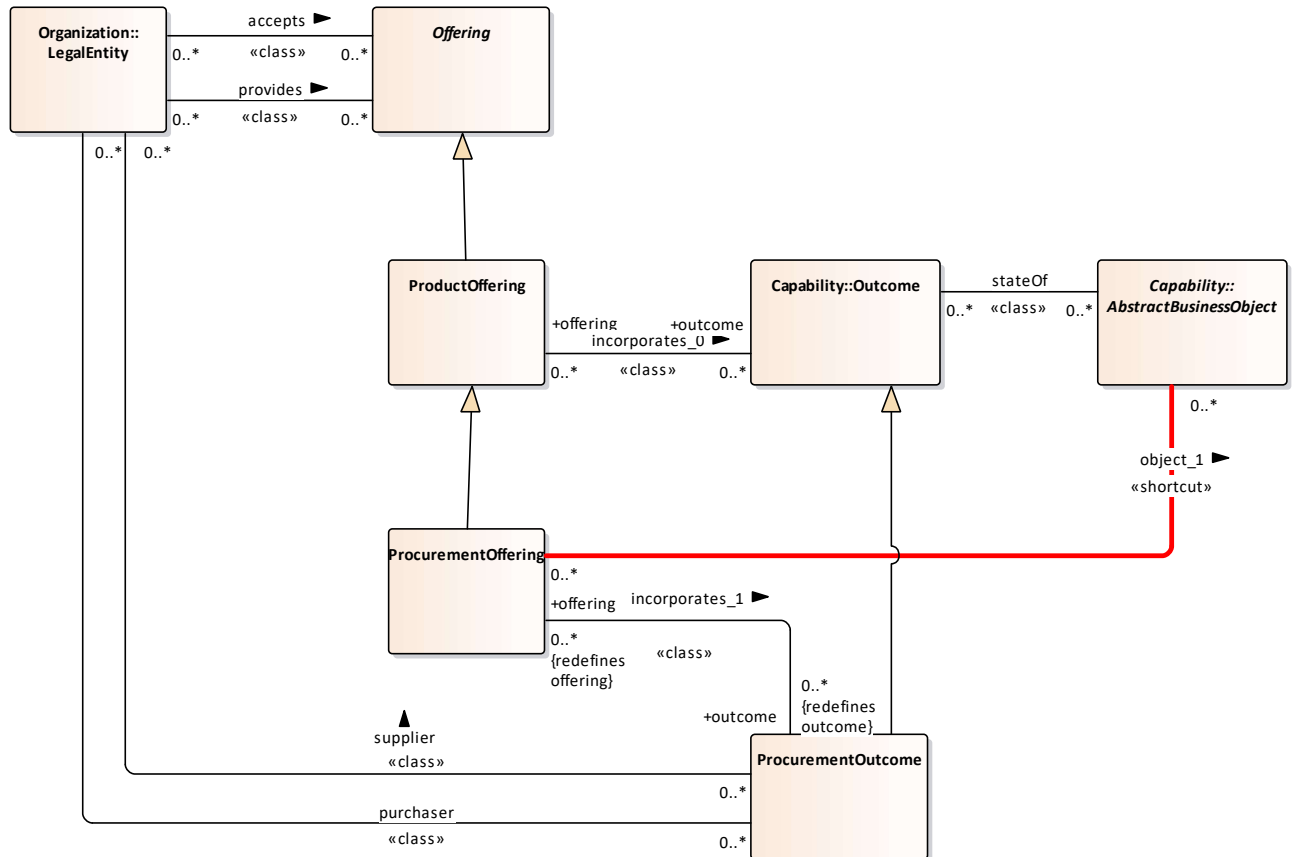 accepts
Organization::
LegalEntity
Offering
0..*
«class»
0..*
provides
0..*
«class»
0..*
0..*
0..*
ProductOffering
Capability::Outcome
stateOf
Capability::
AbstractBusinessObject
0..*
«class»
0..*
+offering
+outcome
incorporates_0
0..*
«class»
0..*
0..*
object_1
«shortcut»
ProcurementOffering
0..*
+offering
incorporates_1
0..*
«class»
{redefines
offering}
0..*
{redefines
outcome}
+outcome
supplier
«class»
ProcurementOutcome
0..*
purchaser
«class»
0..*